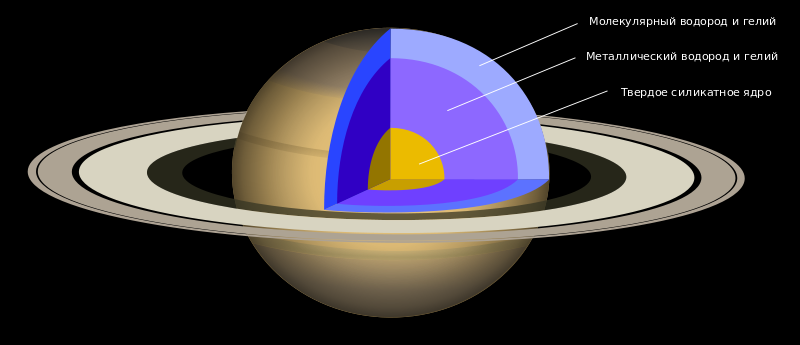 Молекулярный водород и гелий
Металлический водород и гелий
Твердое силикатное ядро